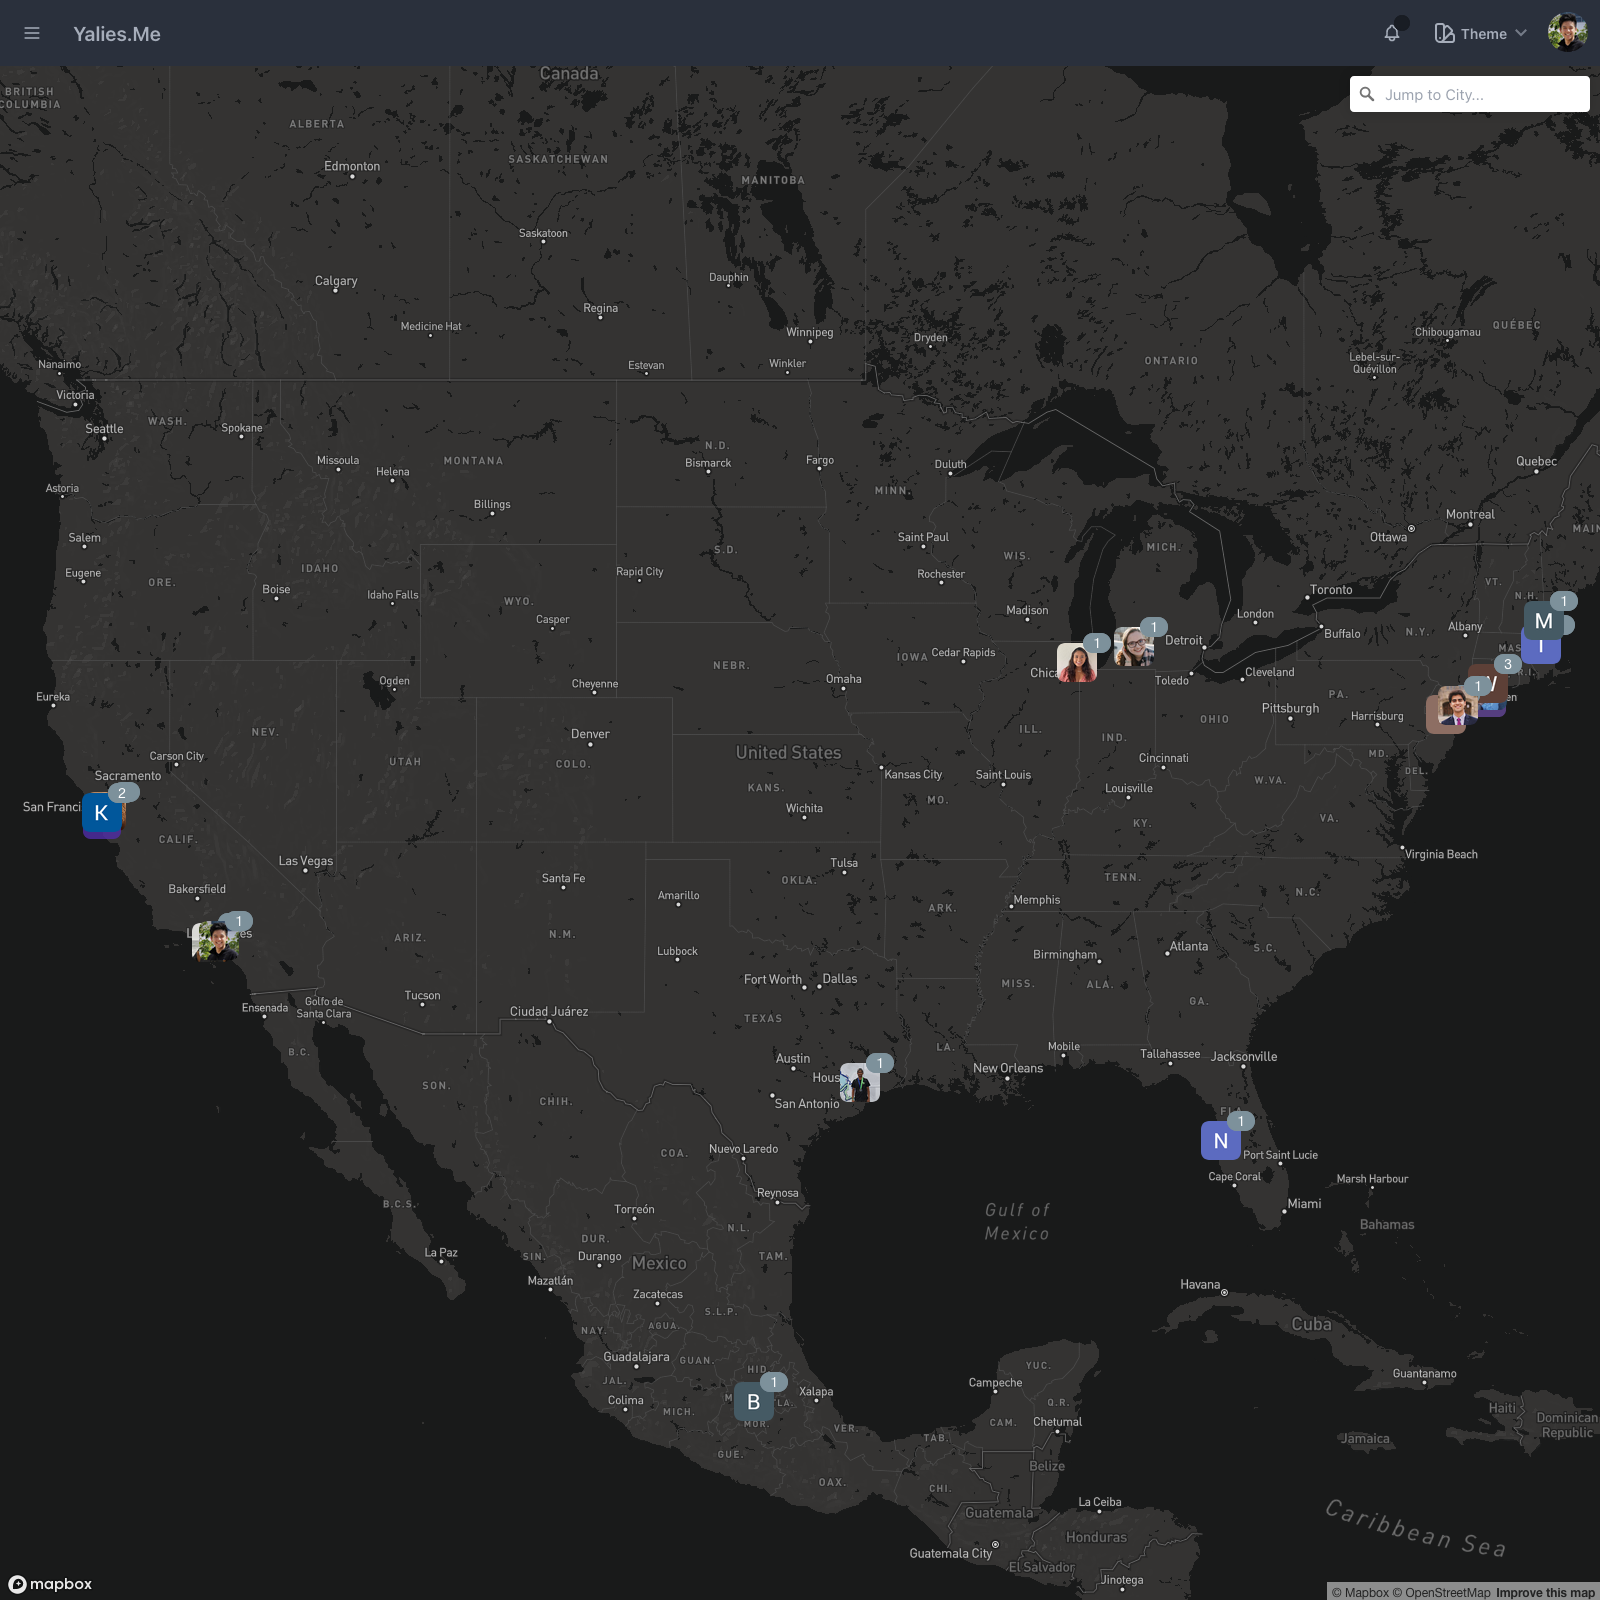 Yalies.Me
Theme
Jump to City...
Canada
BRITISH
COLUMBIA
ALBERTA
Edmonton
SASKATCHEWAN
MANITOBA
Saskatoon
Calgary
Dauphin
Regina
Medicine Hat
Winnipeg
Dryden
Chibougamau
QUÉBEC
Lebel-sur-
Quévillon
ONTARIO
Nanaimo
Estevan
Winkler
Victoria
Seattle
WASH.
Spokane
Missoula
Helena
MONTANA
N.D.
Bismarck
Fargo
Duluth
Quebec
Astoria
Billings
MINN.
Montreal
Ottawa
MAIN
Salem
Eugene
ORE.
IDAHO
Boise
Idaho Falls
WYO.
Casper
S.D.
Rapid City
Saint Paul
Rochester
WIS.
MICH.
Toronto
VT.
N.H.
1
M
I
MAS
R.I.
Madison
London
Buffalo
N.Y.
Albany
1
1
Detroit
IOWA
Cedar Rapids
Chica
Toledo
Cleveland
3
1
en
Eureka
Ogden
Cheyenne
NEBR.
Omaha
PA.
Pittsburgh
Harrisburg
OHIO
NEV.
Carson City
Sacramento
UTAH
Denver
COLO.
United States
KANS.
Kansas City
Wichita
Saint Louis
MO.
ILL.
IND.
Cincinnati
Louisville
KY.
W.VA.
MD.
DEL.
VA.
Virginia Beach
San Franci
K
2
CALIF.
Las Vegas
Bakersfield
Santa Fe
Amarillo
Tulsa
OKLA.
Memphis
TENN.
N.C.
ARK.
L
es
1
ARIZ.
N.M.
Lubbock
Birmingham
Atlanta
S.C.
Fort Worth
Dallas
MISS.
ALA.
GA.
Ensenada
Golfo de
Santa Clara
Tucson
Ciudad Juárez
TEXAS
LA.
Mobile
Tallahassee
Jacksonville
B.C.
SON.
CHIH.
Austin
Hous
1
San Antonio
New Orleans
FLA.
1
N
Port Saint Lucie
Cape Coral
Miami
Marsh Harbour
Bahamas
COA.
Nuevo Laredo
Reynosa
B.C.S.
Torreón
N.L.
Gulf of
Mexico
DUR.
Durango
SIN.
TAM.
La Paz
Mexico
Mazatlán
Zacatecas
Havana
Cuba
S.L.P.
AGUA.
NAY.
Guadalajara
GUAN.
HID.
YUC.
Guantanamo
JAL.
Colima
MICH.
B
1
M
TLA.
MOR.
Xalapa
Campeche
Q.R.
Haiti
Dominican
Republic
VER.
Chetumal
CAM.
TAB.
Jamaica
GUE.
OAX.
Belize
CHI.
La Ceiba
Guatemala
Honduras
Caribbean Sea
Guatemala City
El Salvador
Jinotega
mapbox
© Mapbox © OpenStreetMap Improve this map